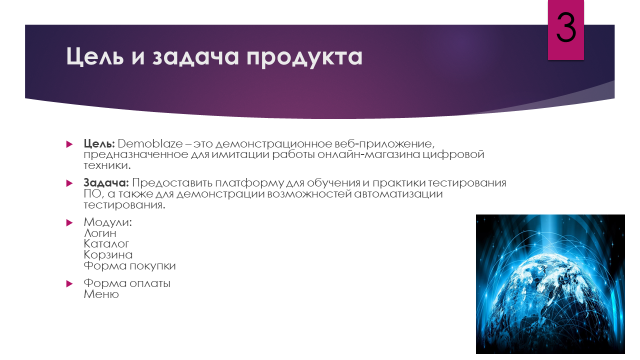 3
Цель и задача продукта
Цель: Demoblaze – это демонстрационное веб-приложение,
предназначенное для имитации работы онлайн-магазина цифровой
техники.
Задача: Предоставить платформу для обучения и практики тестирования
ПО, а также для демонстрации возможностей автоматизации
тестирования.
Модули:
Логин
Каталог
Корзина
Форма покупки
Форма оплаты
Меню